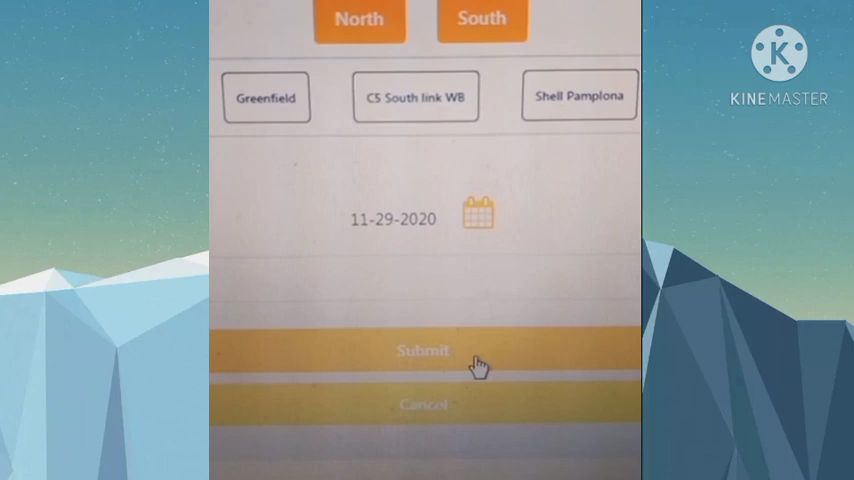 North South
Greenfield C5 South link WB Shell Pamplona
11-29-2020
Submit
Cancel
K
KINEMASTER